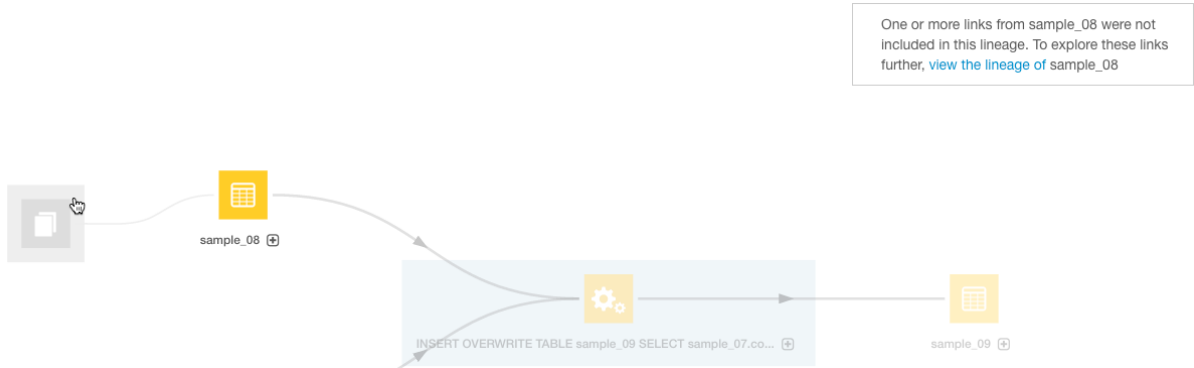 One or more links from sample_08 were not
included in this lineage. To explore these links
further, view the lineage of sample_08
sample_08
INSERT OVERWRITE TABLE sample_09 SELECT sample_07.co...
sample_09